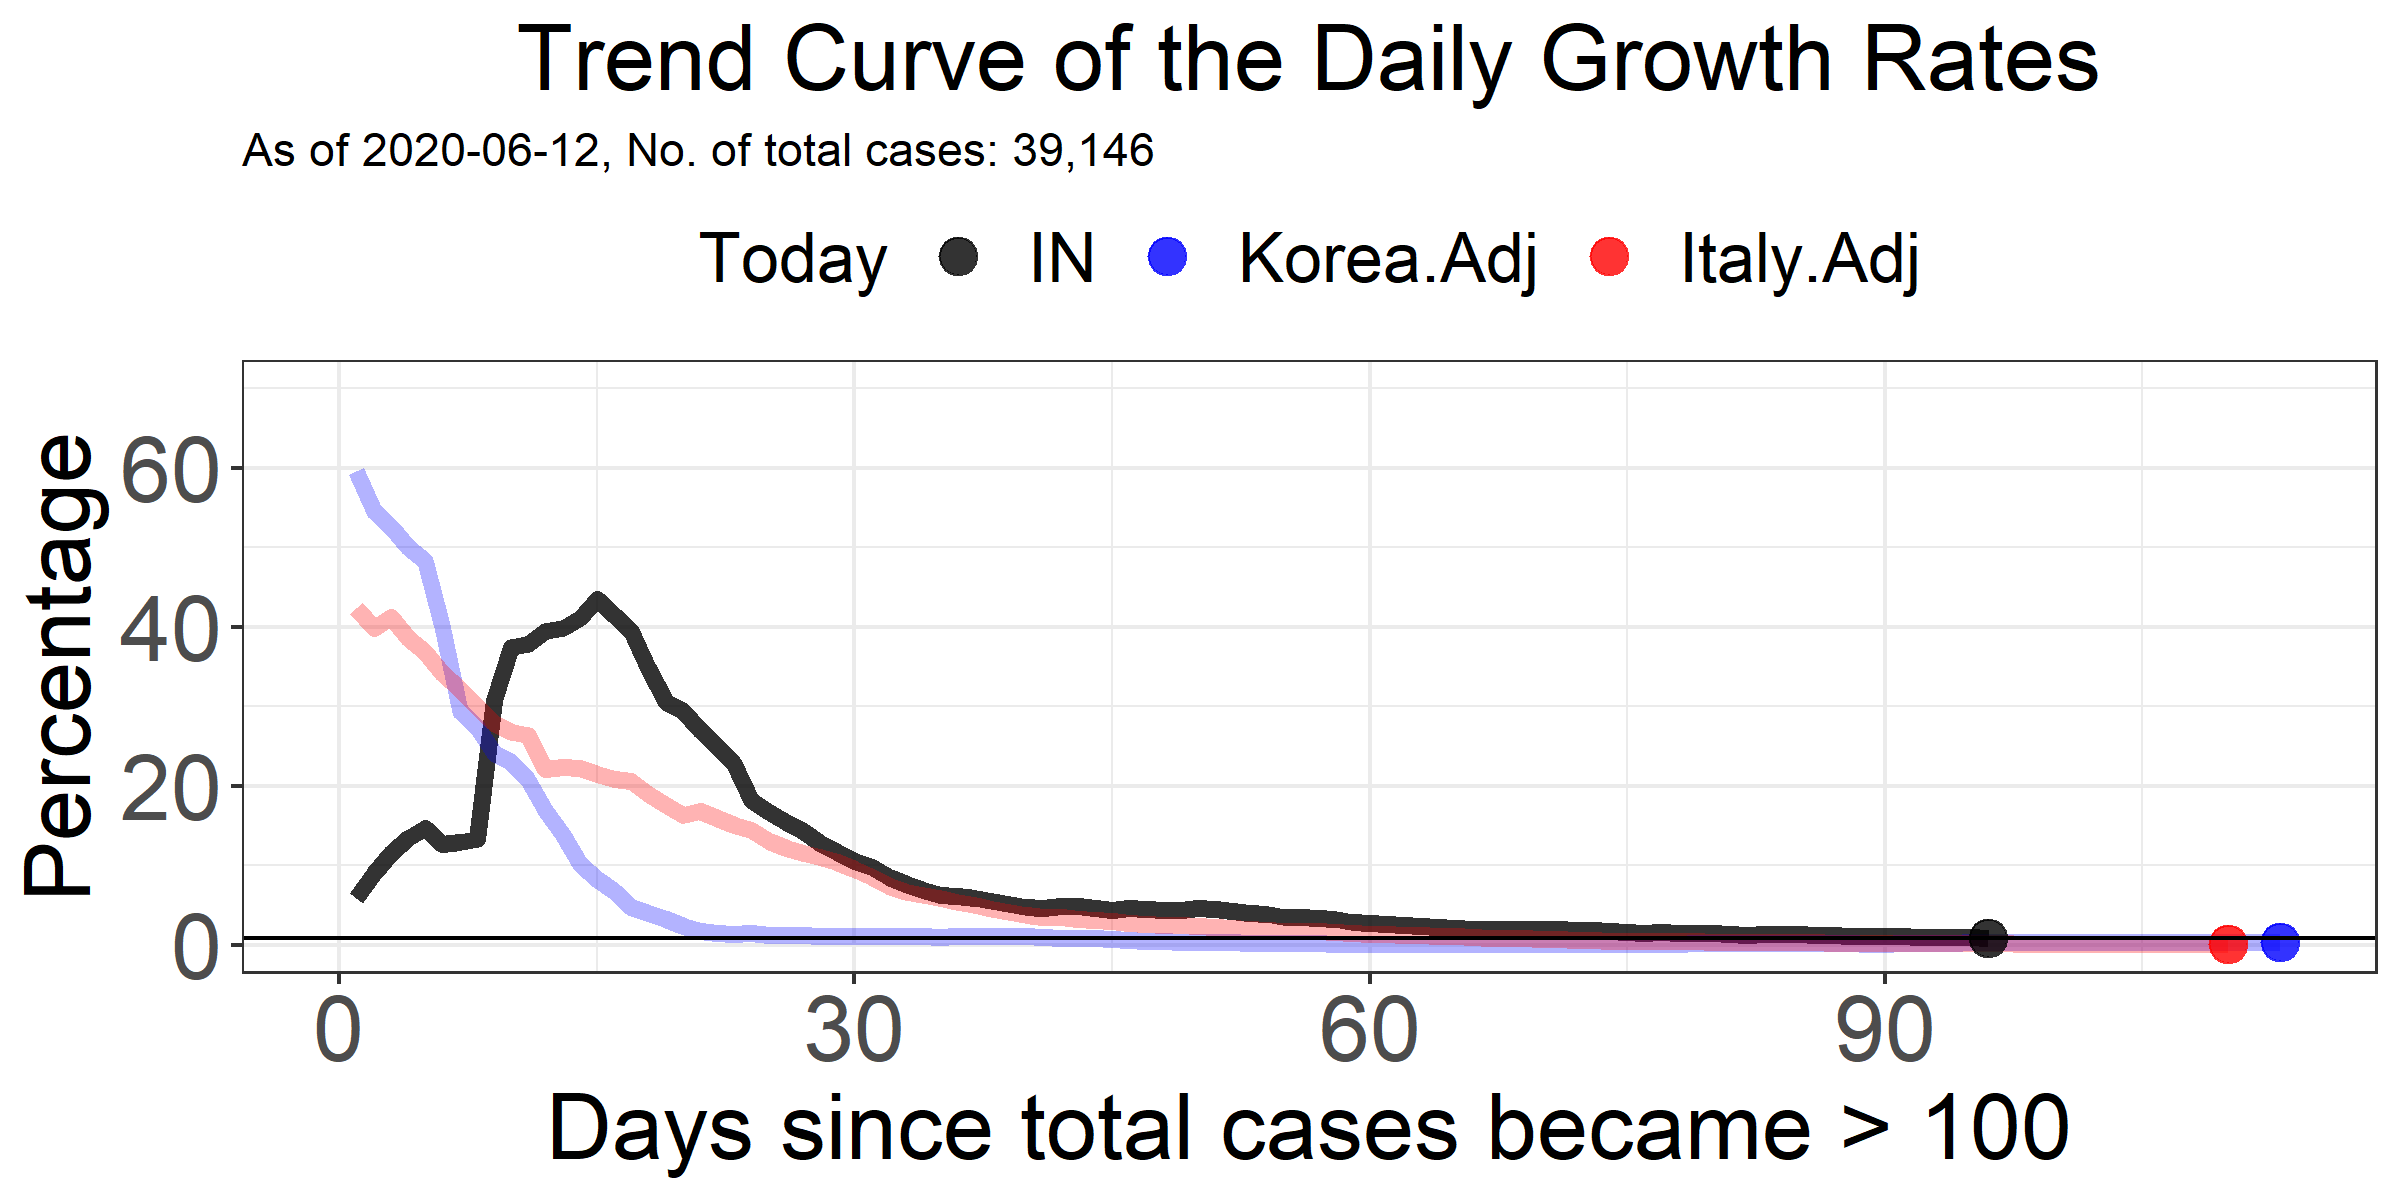 Trend Curve of the Daily Growth Rates
As of 2020-06-12, No. of total cases: 39,146
Today IN Korea.Adj Italy.Adj
Percentage
60
40
20
0
0 30 60 90
Days since total cases became > 100